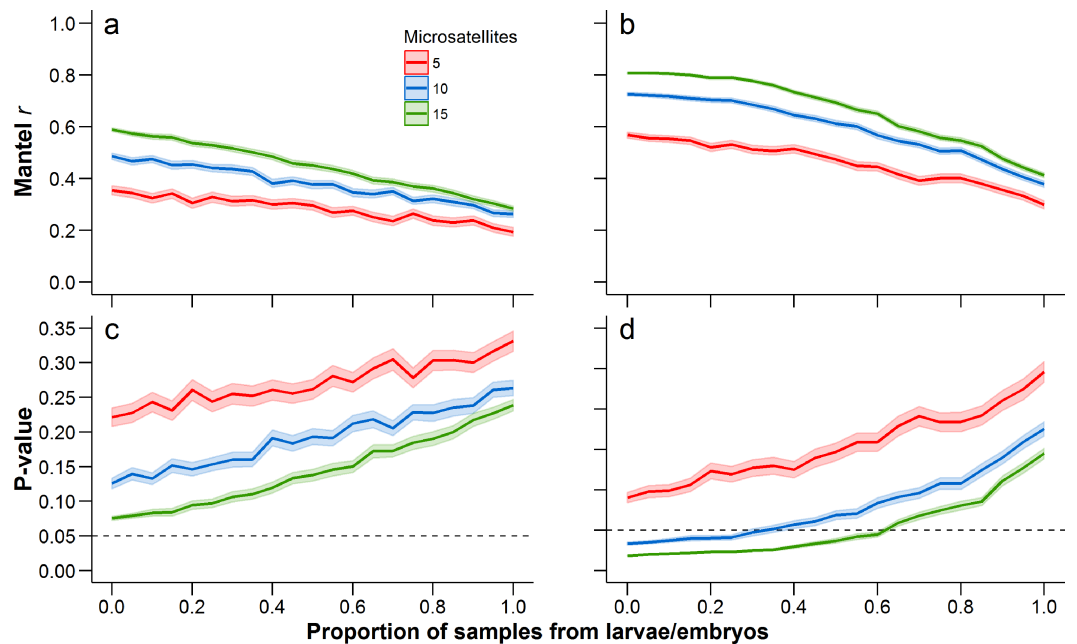 a
b
Microsatellites
5
10
15
Mantel r
1.0
0.8
0.6
0.4
0.2
0.0
c
d
P-value
0.35
0.30
0.25
0.20
0.15
0.10
0.05
0.00
0.0 0.2 0.4 0.6 0.8 1.0
0.0 0.2 0.4 0.6 0.8 1.0
Proportion of samples from larvae/embryos